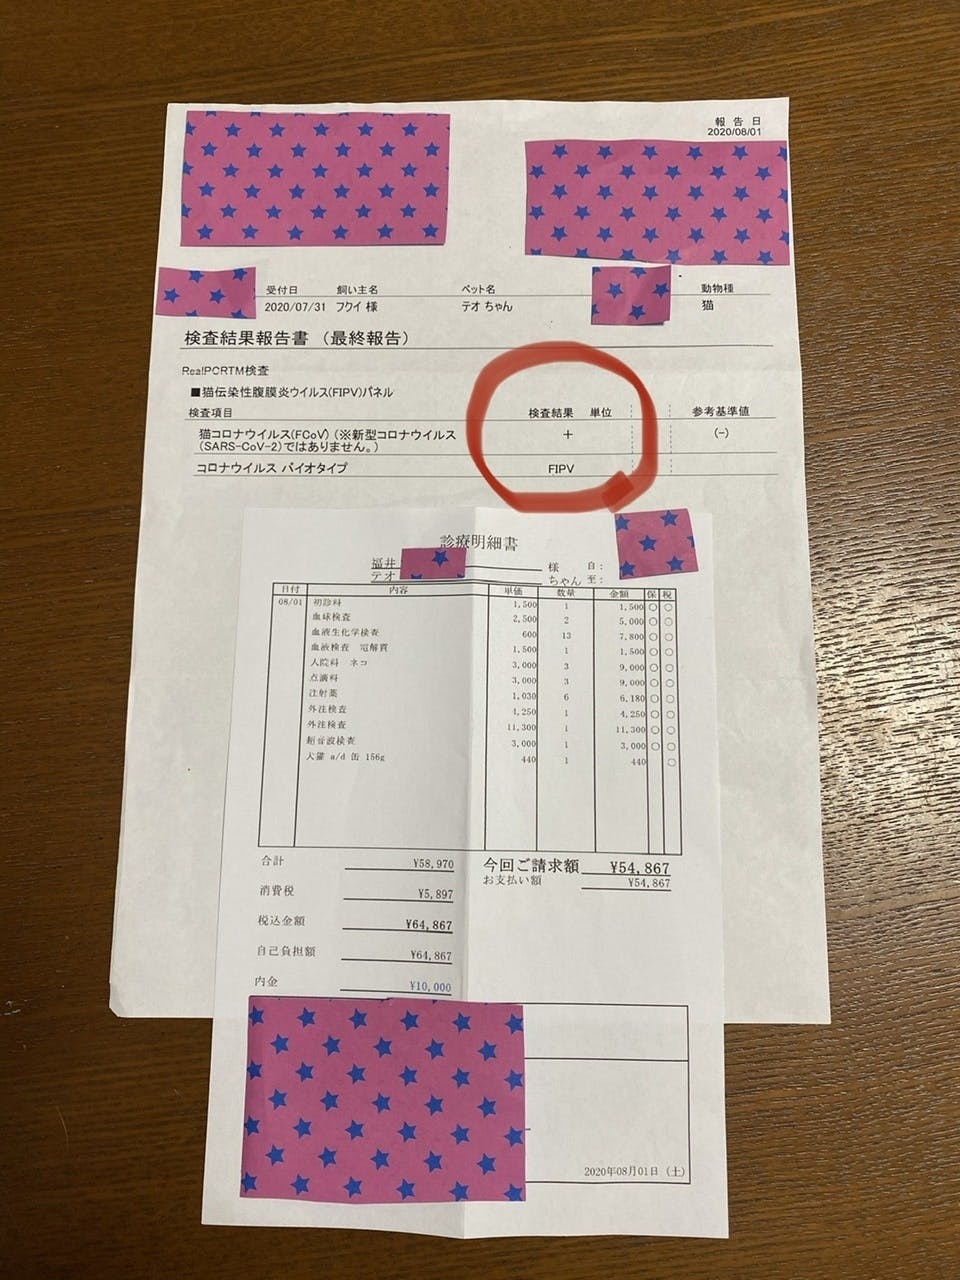 報告日
2020/08/01
受付日 飼い主名 ペット名 動物種
2020/07/31 フクイ 様 テオ ちゃん 猫
検査結果報告書 （最終報告）
RealPCRTM検査
■猫伝染性腹膜炎ウイルス(FIPV)パネル
検査項目 検査結果 単位 参考基準値
猫コロナウイルス(FCoV) (※新型コロナウイルス + (-)
(SARS-CoV-2)ではありません。)
コロナウイルス バイオタイプ FIPV
診療明細書
福井 様 自:
テオ ちゃん 至:
日付 内容 単価 数量 金額 保 税
08/01 初診料 1,500 1 1,500 ○ ○
血球検査 2,500 2 5,000 ○ ○
血液生化学検査 600 13 7,800 ○ ○
血液検査 電解質 1,500 1 1,500 ○ ○
入院料 ネコ 3,000 3 9,000 ○ ○
点滴料 3,000 3 9,000 ○ ○
注射薬 1,030 6 6,180 ○ ○
外注検査 4,250 1 4,250 ○ ○
外注検査 11,300 1 11,300 ○ ○
超音波検査 3,000 1 3,000 ○ ○
犬猫 a/d 缶 156g 440 1 440 ○
合計 ¥58,970 今回ご請求額 ¥54,867
お支払い額 ¥54,867
消費税 ¥5,897
税込金額 ¥64,867
自己負担額 ¥64,867
内金 ¥10,000
2020年08月01日（土）